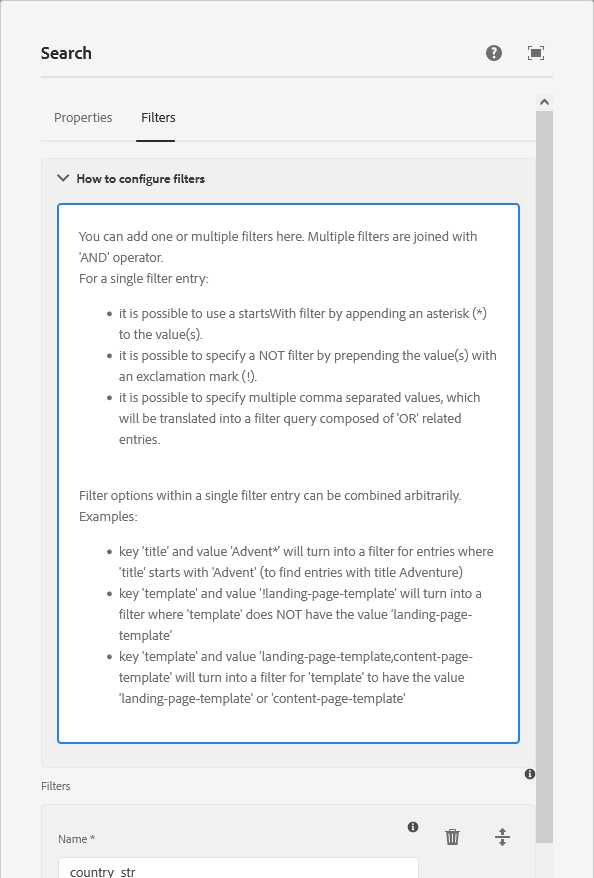 Search
Properties
Filters
How to configure filters
You can add one or multiple filters here. Multiple filters are joined with
'AND' operator.
For a single filter entry:
• it is possible to use a startsWith filter by appending an asterisk (*)
to the value(s).
• it is possible to specify a NOT filter by prepending the value(s) with
an exclamation mark (!).
• it is possible to specify multiple comma separated values, which
will be translated into a filter query composed of 'OR' related
entries.
Filter options within a single filter entry can be combined arbitrarily.
Examples:
• key 'title' and value 'Advent*' will turn into a filter for entries where
'title' starts with 'Advent' (to find entries with title Adventure)
• key 'template' and value '!landing-page-template' will turn into a
filter where 'template' does NOT have the value 'landing-page-
template'
• key 'template' and value 'landing-page-template,content-page-
template' will turn into a filter for 'template' to have the value
'landing-page-template' or 'content-page-template'
Filters
Name *
country_str